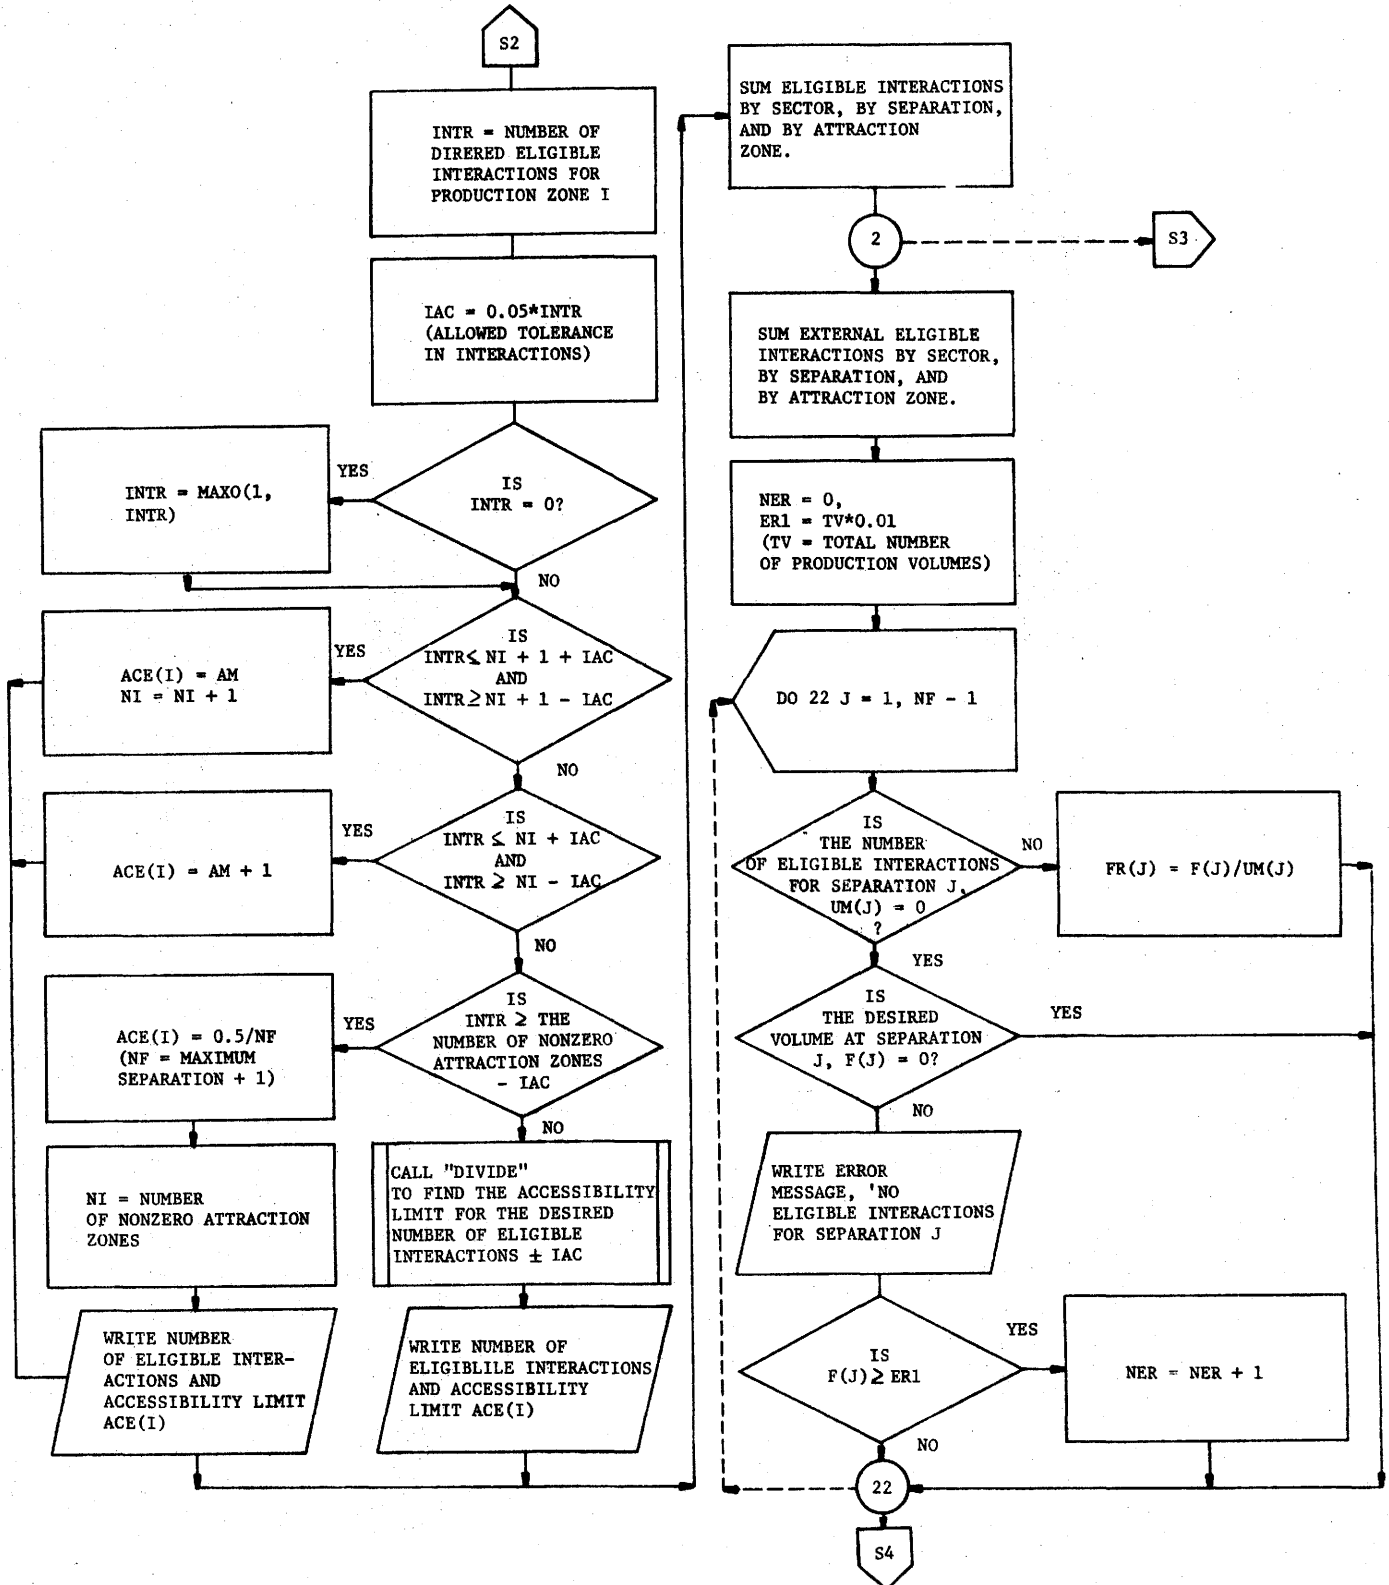 S2
INTR = NUMBER OF
DIRERED ELIGIBLE
INTERACTIONS FOR
PRODUCTION ZONE I
IAC = 0.05*INTR
(ALLOWED TOLERANCE
IN INTERACTIONS)
IS
INTR = 0?
YES
INTR = MAXO(1,
INTR)
NO
IS
INTR≤ NI + 1 + IAC
AND
INTR≥NI + 1 - IAC
YES
ACE(I) = AM
NI = NI + 1
NO
IS
INTR ≤ NI + IAC
AND
INTR ≥ NI - IAC
YES
ACE(I) = AM + 1
NO
IS
INTR ≥ THE
NUMBER OF NONZERO
ATTRACTION ZONES
- IAC
YES
ACE(I) = 0.5/NF
(NF = MAXIMUM
SEPARATION + 1)
NI = NUMBER
OF NONZERO ATTRACTION
ZONES
WRITE NUMBER
OF ELIGIBLE INTER-
ACTIONS AND
ACCESSIBILITY LIMIT
ACE(I)
NO
CALL "DIVIDE"
TO FIND THE ACCESSIBILITY
LIMIT FOR THE DESIRED
NUMBER OF ELIGIBLE
INTERACTIONS ± IAC
WRITE NUMBER OF
ELIGIBLILE INTERACTIONS
AND ACCESSIBILITY
LIMIT ACE(I)
SUM ELIGIBLE INTERACTIONS
BY SECTOR, BY SEPARATION,
AND BY ATTRACTION
ZONE.
2
S3
SUM EXTERNAL ELIGIBLE
INTERACTIONS BY SECTOR,
BY SEPARATION, AND
BY ATTRACTION ZONE.
NER = 0,
ER1 = TV*0.01
(TV = TOTAL NUMBER
OF PRODUCTION VOLUMES)
DO 22 J = 1, NF - 1
IS
THE NUMBER
OF ELIGIBLE INTERACTIONS
FOR SEPARATION J,
UM(J) = 0
?
NO
FR(J) = F(J)/UM(J)
YES
IS
THE DESIRED
VOLUME AT SEPARATION
J, F(J) = 0?
YES
NO
WRITE ERROR
MESSAGE, 'NO
ELIGIBLE INTERACTIONS
FOR SEPARATION J
IS
F(J)≥ ER1
YES
NER = NER + 1
NO
22
S4